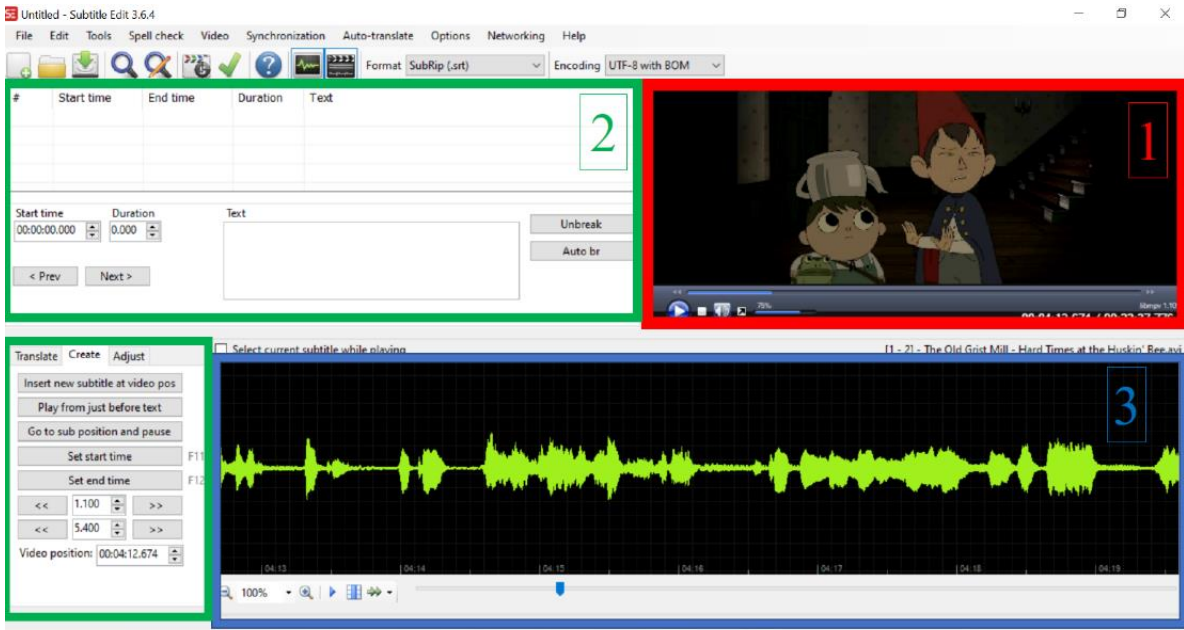 SE Untitled - Subtitle Edit 3.6.4
File Edit Tools Spell check Video Synchronization Auto-translate Options Networking Help
Format SubRip (.srt) Encoding UTF-8 with BOM
# Start time End time Duration Text
2
1
Start time Duration Text
00:00:00.000 0.000
Unbreak
Auto br
< Prev Next >
75%
libmpv 1.10
Translate Create Adjust
Select current subtitle while playing
[1 - 2] - The Old Grist Mill - Hard Times at the Huskin' Bee.avi
Insert new subtitle at video pos
Play from just before text
Go to sub position and pause
Set start time F11
Set end time F12
<< 1.100 >>
<< 5.400 >>
Video position: 00:04:12.674
3
04:13 04:14 04:15 04:16 04:17 04:18 04:19
100%